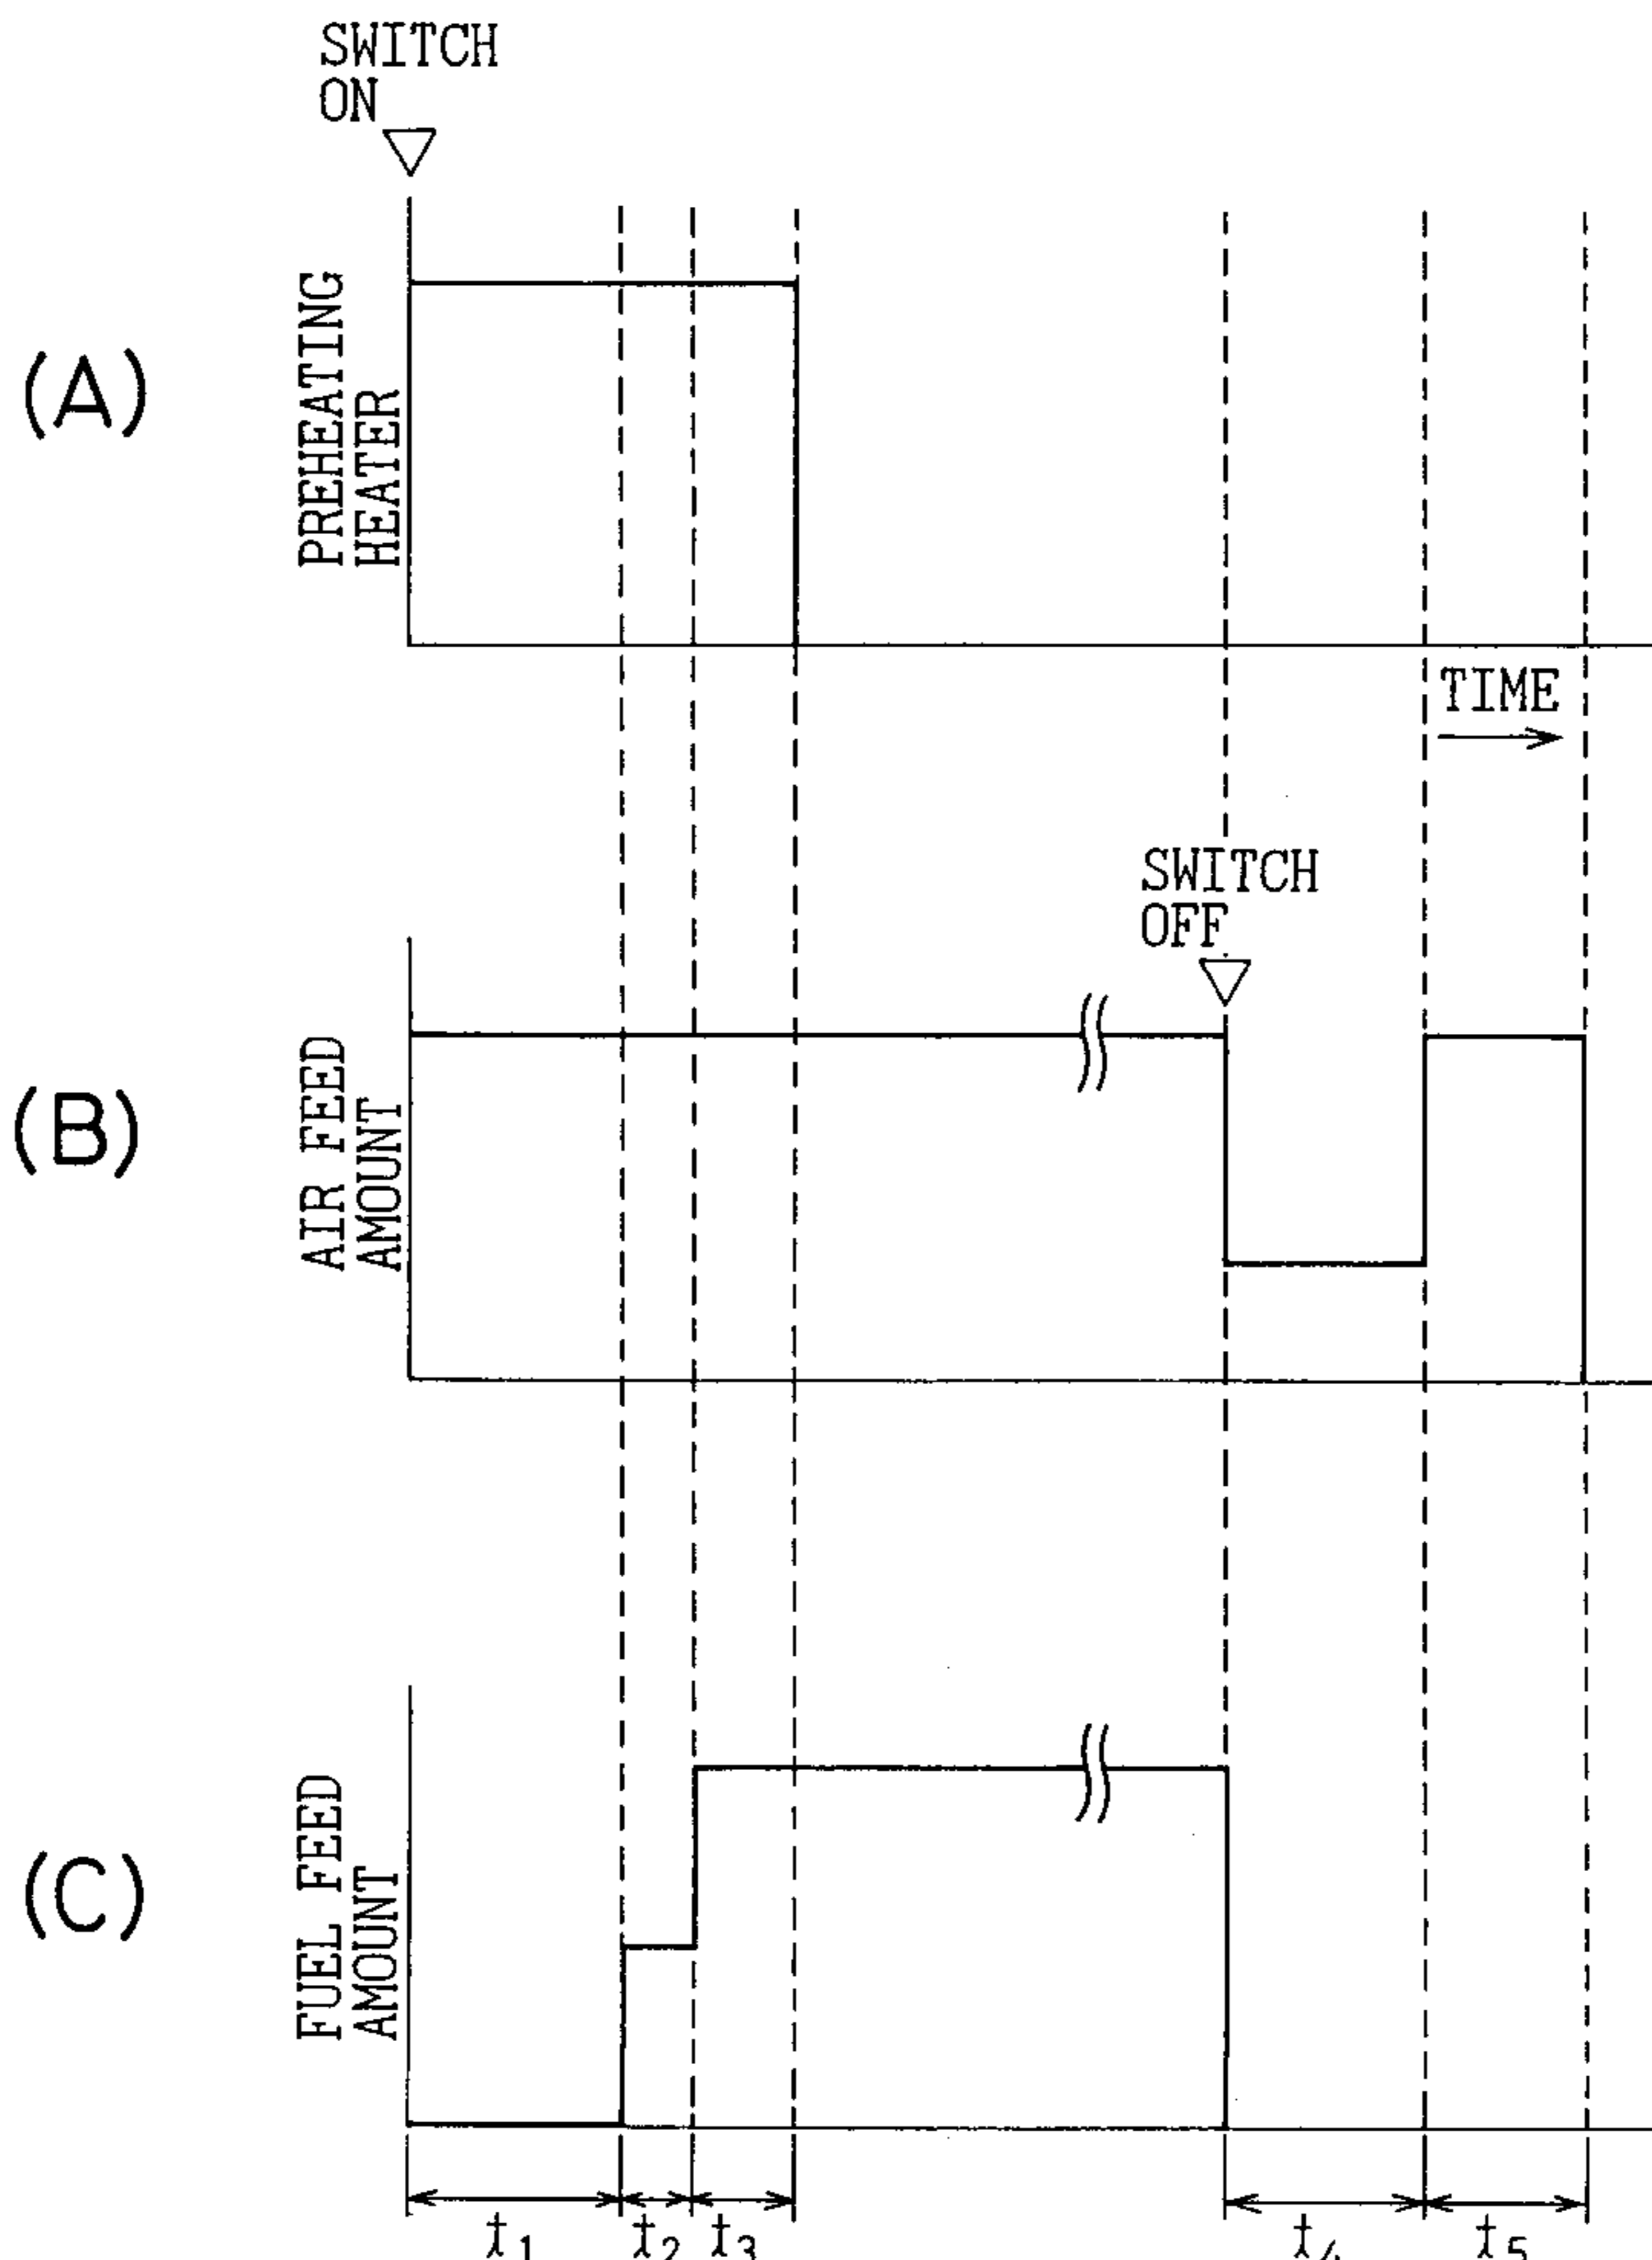 SWITCH
ON
(A)
PREHEATING
HEATER
TIME
SWITCH
OFF
(B)
AIR FEED
AMOUNT
(C)
FUEL FEED
AMOUNT
t1 t2 t3 t4 t5